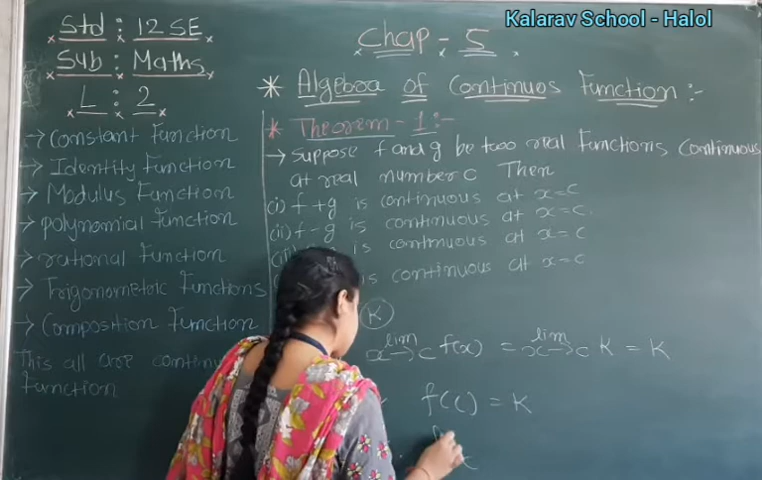 Kalarav School - Halol
Std : 12 SE
Sub : Maths
L : 2
→ Constant Function
→ Identity Function
→ Modulus Function
→ polynomial Function
→ rational Function
→ Trigonometric Functions
→ Composition Function
This all are
Function
Chap - 5.
* Algebra of Continuos Function :-
* Theorem - 1 :-
→ Suppose f and g be two real Functions Continuous
at real number c Then
(i) f + g is continuous at x = c
(ii) f - g is continuous at x = c.
is continuous at x = c
is continuous at x = c
K
lim x→c f(x) = lim x→c K = K
f(c) = K